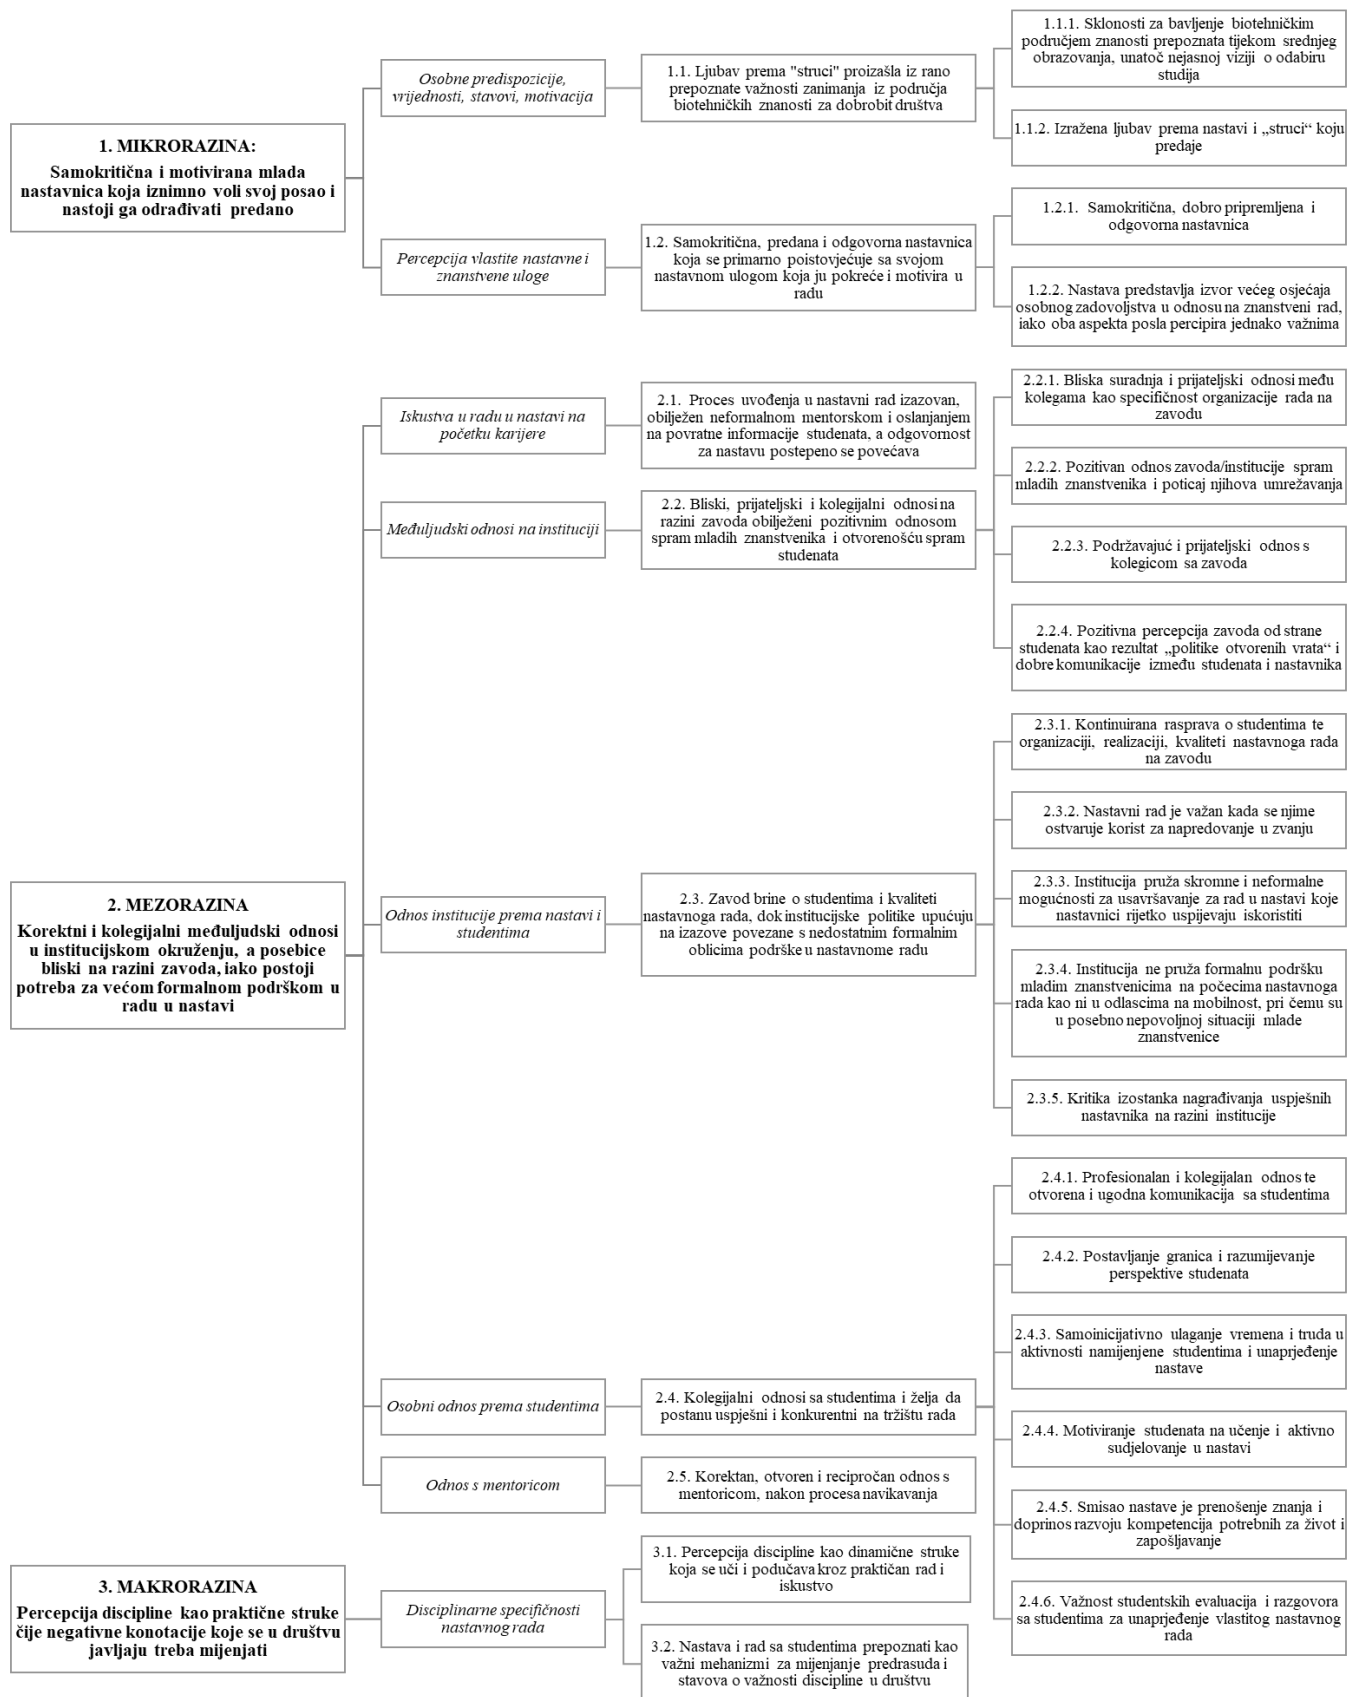 1. MIKRORAZINA:
Samokritična i motivirana mlada
nastavnica koja iznimno voli svoj posao i
nastoji ga odrađivati predano
Osobne predispozicije,
vrijednosti, stavovi, motivacija
1.1. Ljubav prema "struci" proizašla iz rano
prepoznate važnosti zanimanja iz područja
biotehničkih znanosti za dobrobit društva
1.1.1. Sklonosti za bavljenje biotehničkim
područjem znanosti prepoznata tijekom srednjeg
obrazovanja, unatoč nejasnoj viziji o odabiru
studija
1.1.2. Izražena ljubav prema nastavi i „struci“ koju
predaje
Percepcija vlastite nastavne i
znanstvene uloge
1.2. Samokritična, predana i odgovorna nastavnica
koja se primarno poistovjećuje sa svojom
nastavnom ulogom koja ju pokreće i motivira u
radu
1.2.1. Samokritična, dobro pripremljena i
odgovorna nastavnica
1.2.2. Nastava predstavlja izvor većeg osjećaja
osobnog zadovoljstva u odnosu na znanstveni rad,
iako oba aspekta posla percipira jednako važnima
2. MEZORAZINA
Korektni i kolegijalni međuljudski odnosi
u institucijskom okruženju, a posebice
bliski na razini zavoda, iako postoji
potreba za većom formalnom podrškom u
radu u nastavi
Iskustva u radu u nastavi na
početku karijere
2.1. Proces uvođenja u nastavni rad izazovan,
obilježen neformalnom mentorskom i oslanjanjem
na povratne informacije studenata, a odgovornost
za nastavu postepeno se povećava
Međuljudski odnosi na instituciji
2.2. Bliski, prijateljski i kolegijalni odnosi na
razini zavoda obilježeni pozitivnim odnosom
spram mladih znanstvenika i otvorenošću spram
studenata
2.2.1. Bliska suradnja i prijateljski odnosi među
kolegama kao specifičnost organizacije rada na
zavodu
2.2.2. Pozitivan odnos zavoda/institucije spram
mladih znanstvenika i poticaj njihova umrežavanja
2.2.3. Podržavajuć i prijateljski odnos s
kolegicom sa zavoda
2.2.4. Pozitivna percepcija zavoda od strane
studenata kao rezultat „politike otvorenih vrata“ i
dobre komunikacije između studenata i nastavnika
Odnos institucije prema nastavi i
studentima
2.3. Zavod brine o studentima i kvaliteti
nastavnoga rada, dok institucijske politike upućuju
na izazove povezane s nedostatnim formalnim
oblicima podrške u nastavnome radu
2.3.1. Kontinuirana rasprava o studentima te
organizaciji, realizaciji, kvaliteti nastavnoga rada
na zavodu
2.3.2. Nastavni rad je važan kada se njime
ostvaruje korist za napredovanje u zvanju
2.3.3. Institucija pruža skromne i neformalne
mogućnosti za usavršavanje za rad u nastavi koje
nastavnici rijetko uspijevaju iskoristiti
2.3.4. Institucija ne pruža formalnu podršku
mladim znanstvenicima na počecima nastavnoga
rada kao ni u odlascima na mobilnost, pri čemu su
u posebno nepovoljnoj situaciji mlade
znanstvenice
2.3.5. Kritika izostanka nagrađivanja uspješnih
nastavnika na razini institucije
Osobni odnos prema studentima
2.4. Kolegijalni odnosi sa studentima i želja da
postanu uspješni i konkurentni na tržištu rada
2.4.1. Profesionalan i kolegijalan odnos te
otvorena i ugodna komunikacija sa studentima
2.4.2. Postavljanje granica i razumijevanje
perspektive studenata
2.4.3. Samoinicijativno ulaganje vremena i truda u
aktivnosti namijenjene studentima i unaprjeđenje
nastave
2.4.4. Motiviranje studenata na učenje i aktivno
sudjelovanje u nastavi
2.4.5. Smisao nastave je prenošenje znanja i
doprinos razvoju kompetencija potrebnih za život i
zapošljavanje
2.4.6. Važnost studentskih evaluacija i razgovora
sa studentima za unaprjeđenje vlastitog nastavnog
rada
Odnos s mentoricom
2.5. Korektan, otvoren i recipročan odnos s
mentoricom, nakon procesa navikavanja
3. MAKRORAZINA
Percepcija discipline kao praktične struke
čije negativne konotacije koje se u društvu
javljaju treba mijenjati
Disciplinarne specifičnosti
nastavnog rada
3.1. Percepcija discipline kao dinamične struke
koja se uči i podučava kroz praktičan rad i
iskustvo
3.2. Nastava i rad sa studentima prepoznati kao
važni mehanizmi za mijenjanje predrasuda i
stavova o važnosti discipline u društvu